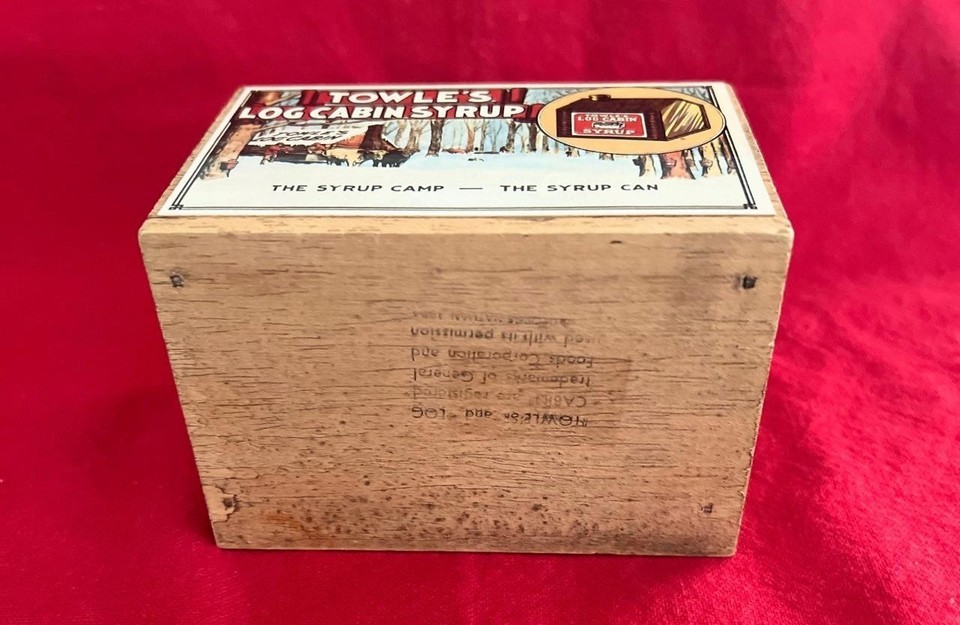 TOWLE'S
LOG CABIN SYRUP
LOG CABIN
SYRUP
THE SYRUP CAMP — THE SYRUP CAN
"TOWLE'S" and "LOG
CABIN" are registered
trademarks of General
Foods Corporation and
used with its permission